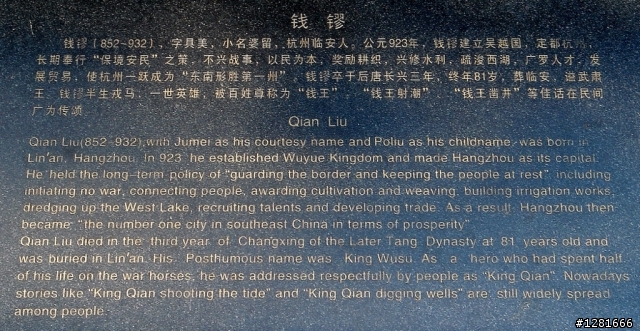 钱镠
钱镠（852-932），字具美，小名婆留，杭州临安人。公元923年，钱镠建立吴越国，定都杭州，
长期奉行“保境安民”之策，不兴战事，以民为本，奖励耕织，兴修水利，疏浚西湖，广罗人才，发
展贸易，使杭州一跃成为“东南形胜第一州”。钱镠卒于后唐长兴三年，终年81岁，葬临安，谥武肃
王。钱镠半生戎马，一世英雄，被百姓尊称为“钱王”，“钱王射潮”、“钱王凿井”等佳话在民间
广为传颂。
Qian Liu
Qian Liu(852-932),with Jumei as his courtesy name and Poliu as his childname, was born in
Lin'an, Hangzhou. In 923 he established Wuyue Kingdom and made Hangzhou as its capital.
He held the long-term policy of "guarding the border and keeping the people at rest" including
initiating no war, connecting people, awarding cultivation and weaving, building irrigation works,
dredging up the West Lake, recruiting talents and developing trade. As a result Hangzhou then
became "the number one city in southeast China in terms of prosperity"
Qian Liu died in the third year of Changxing of the Later Tang Dynasty at 81 years old and
was buried in Lin'an. His Posthumous name was King Wusu. As a hero who had spent half
of his life on the war horses, he was addressed respectfully by people as "King Qian". Nowadays
stories like "King Qian shooting the tide" and "King Qian digging wells" are still widely spread
among people.
#1281666